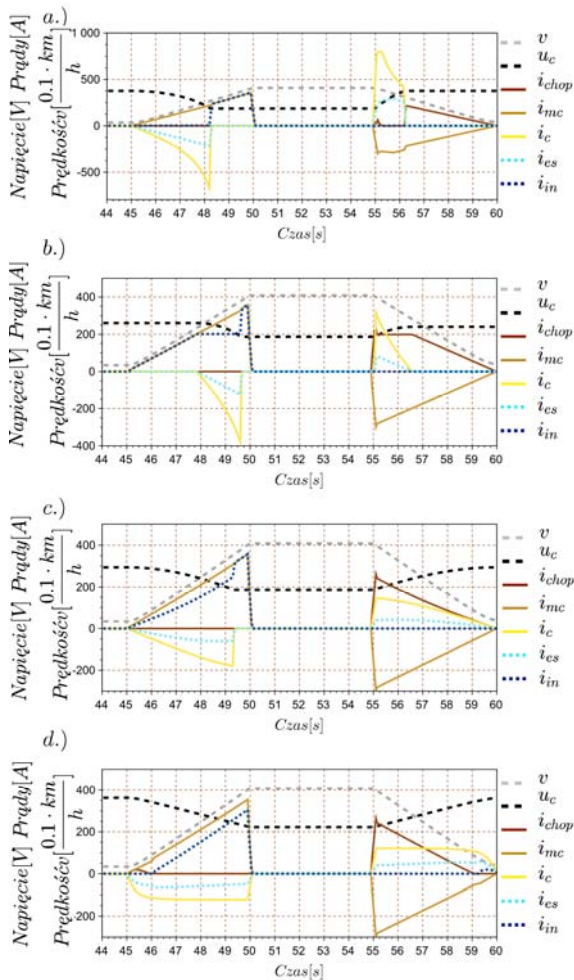 a.)
Napięcie[V] Prądy[A]
Prędkośćv[0.1 · km/h]
1 000
500
0
-500
44 45 46 47 48 49 50 51 52 53 54 55 56 57 58 59 60
Czas[s]
v
u_c
i_chop
i_mc
i_c
i_es
i_in
b.)
Napięcie[V] Prądy[A]
Prędkośćv[0.1 · km/h]
400
200
0
-200
-400
44 45 46 47 48 49 50 51 52 53 54 55 56 57 58 59 60
Czas[s]
v
u_c
i_chop
i_mc
i_c
i_es
i_in
c.)
Napięcie[V] Prądy[A]
Prędkośćv[0.1 · km/h]
400
200
0
-200
44 45 46 47 48 49 50 51 52 53 54 55 56 57 58 59 60
Czas[s]
v
u_c
i_chop
i_mc
i_c
i_es
i_in
d.)
Napięcie[V] Prądy[A]
Prędkośćv[0.1 · km/h]
400
200
0
-200
44 45 46 47 48 49 50 51 52 53 54 55 56 57 58 59 60
Czas[s]
v
u_c
i_chop
i_mc
i_c
i_es
i_in